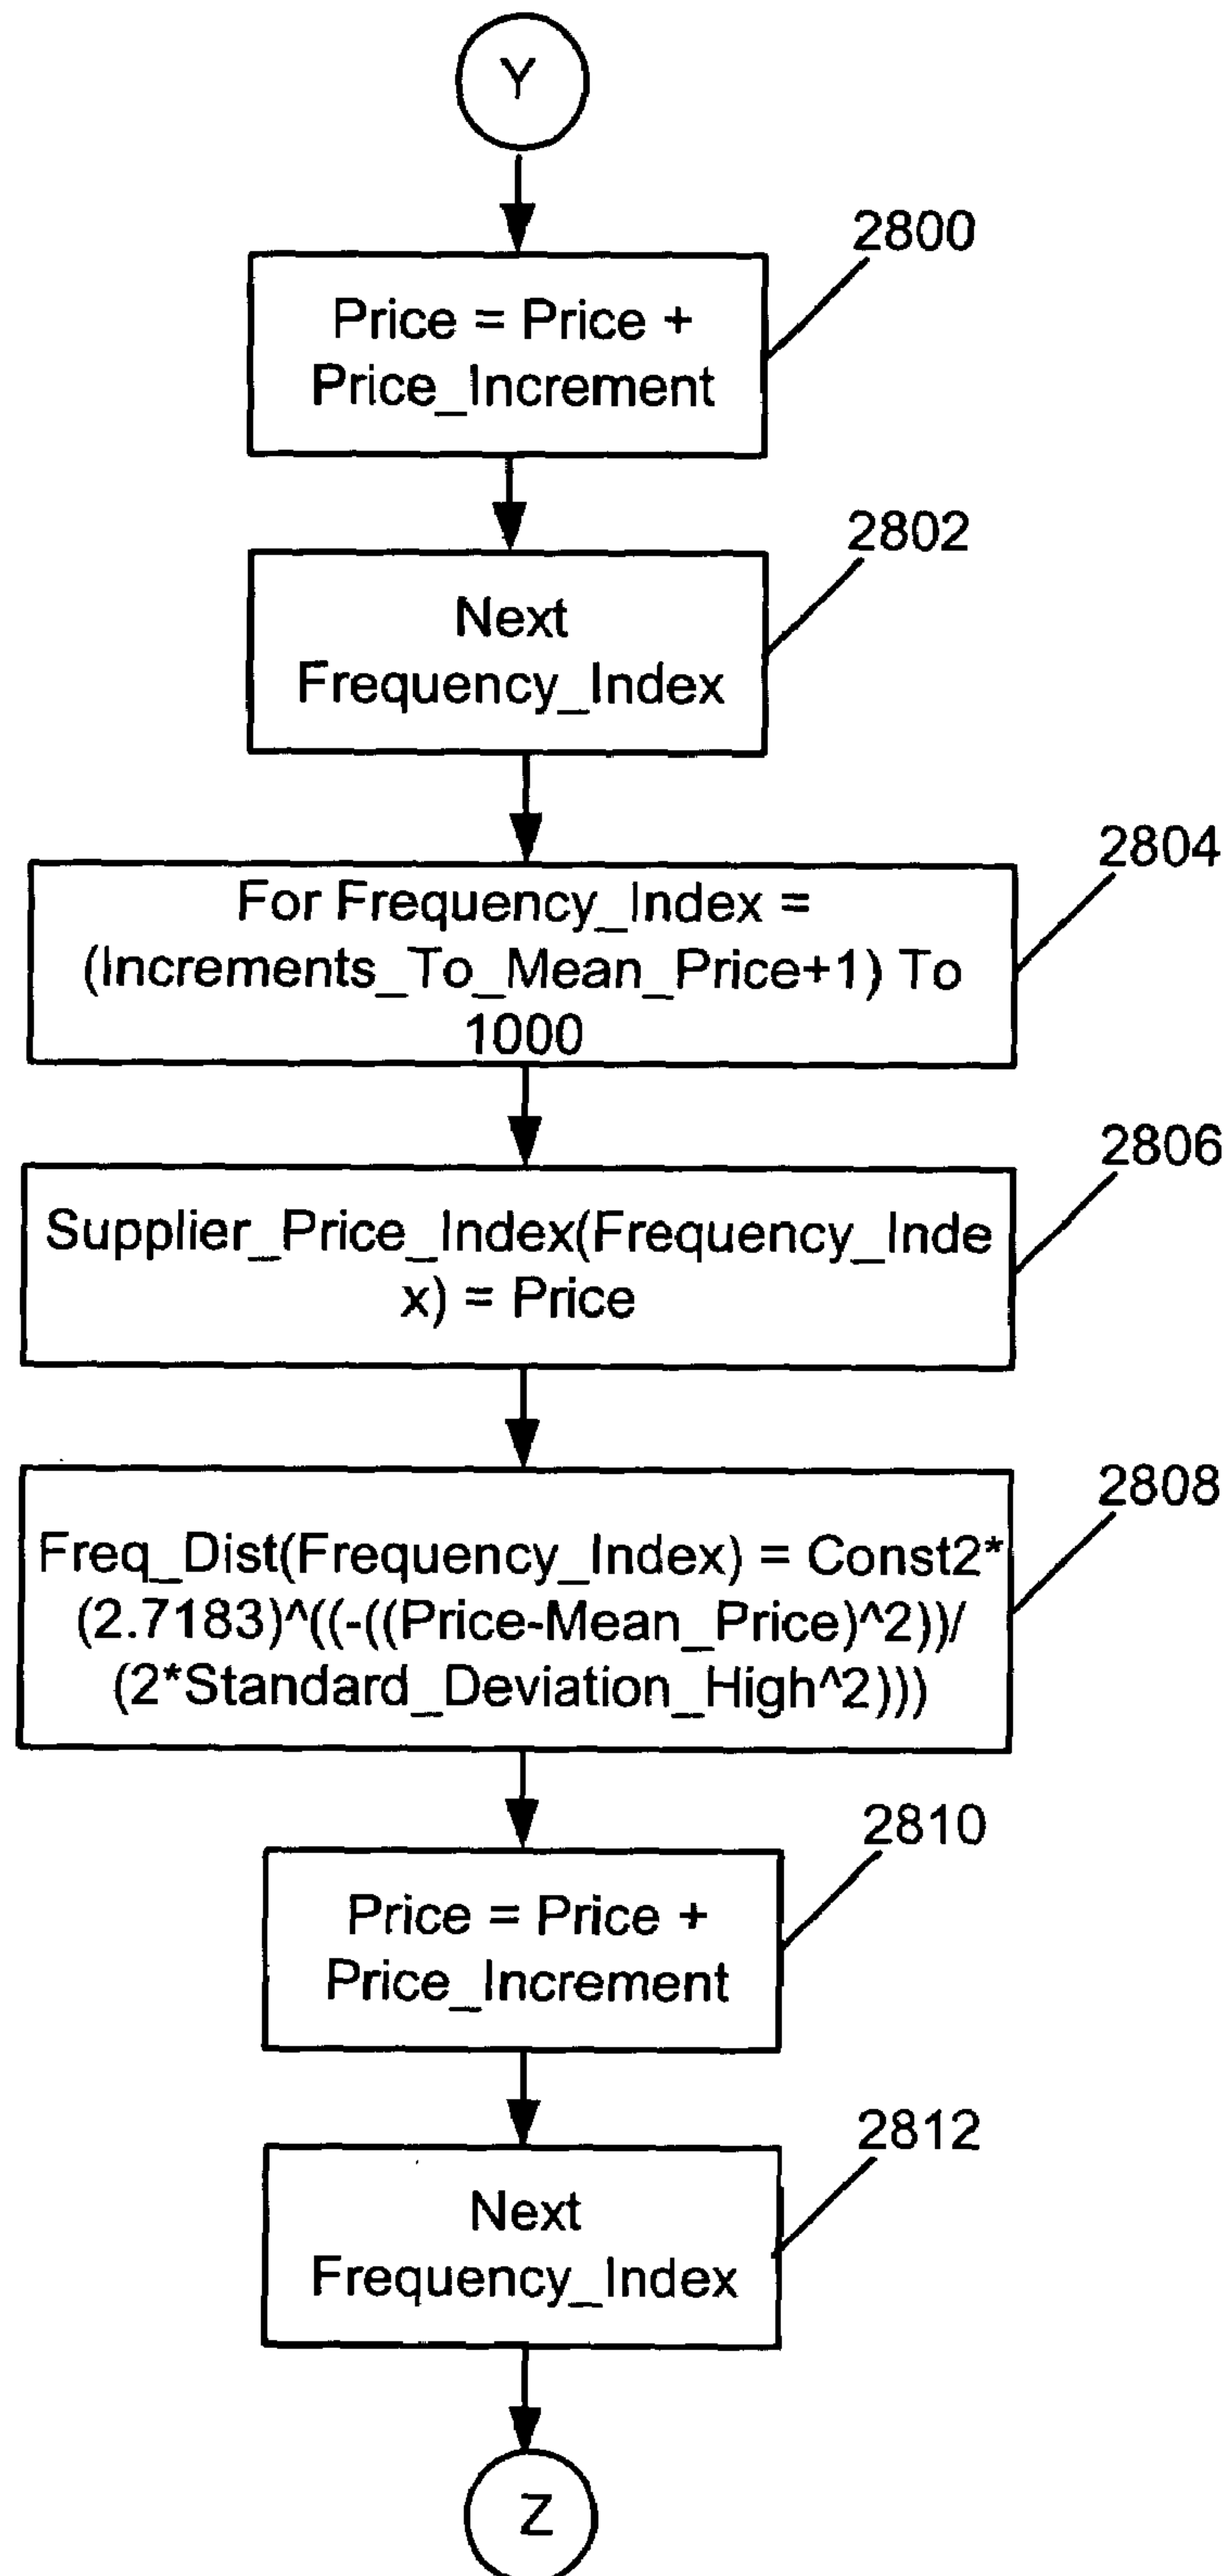 Y
2800
Price = Price +
Price_Increment
2802
Next
Frequency_Index
2804
For Frequency_Index =
(Increments_To_Mean_Price+1) To
1000
2806
Supplier_Price_Index(Frequency_Inde
x) = Price
2808
Freq_Dist(Frequency_Index) = Const2*
(2.7183)^((-((Price-Mean_Price)^2))/
(2*Standard_Deviation_High^2)))
2810
Price = Price +
Price_Increment
2812
Next
Frequency_Index
Z